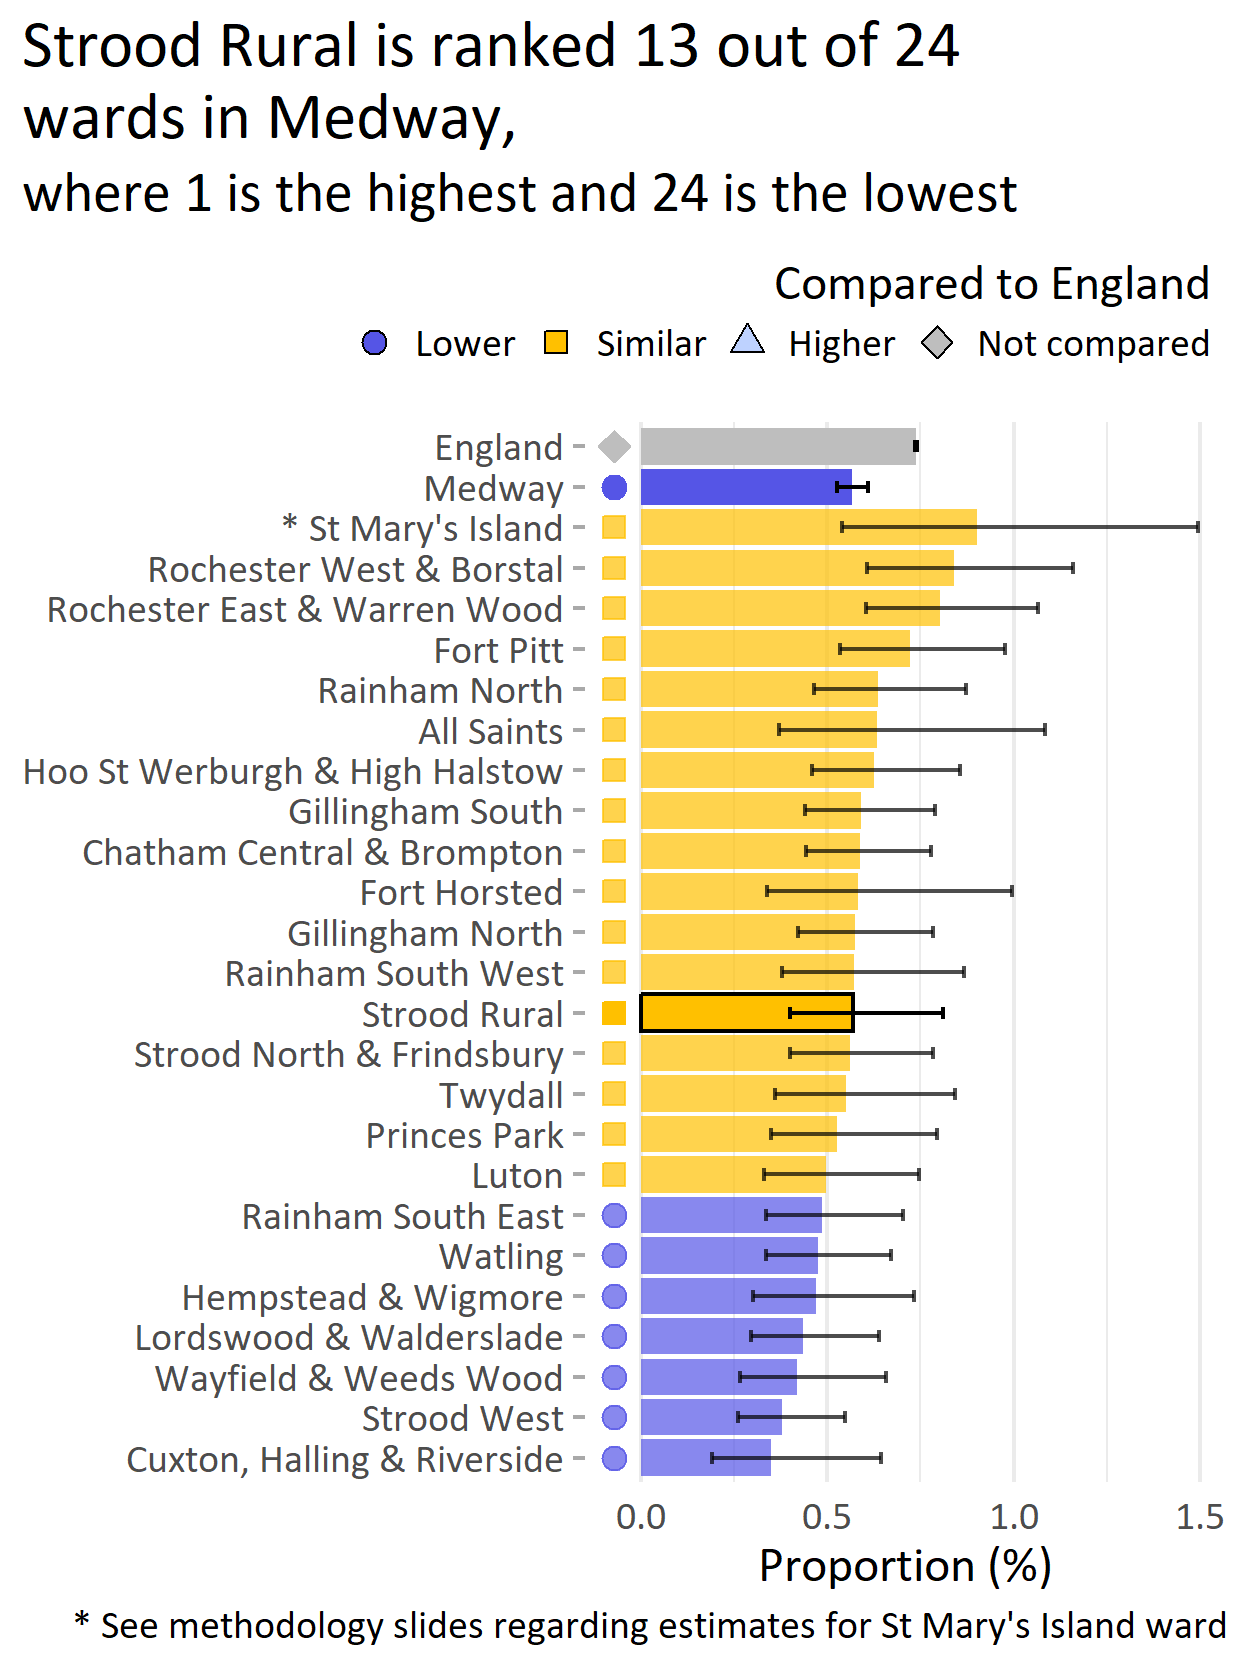 Strood Rural is ranked 13 out of 24
wards in Medway,
where 1 is the highest and 24 is the lowest
Compared to England
Lower Similar Higher Not compared
England
Medway
* St Mary's Island
Rochester West & Borstal
Rochester East & Warren Wood
Fort Pitt
Rainham North
All Saints
Hoo St Werburgh & High Halstow
Gillingham South
Chatham Central & Brompton
Fort Horsted
Gillingham North
Rainham South West
Strood Rural
Strood North & Frindsbury
Twydall
Princes Park
Luton
Rainham South East
Watling
Hempstead & Wigmore
Lordswood & Walderslade
Wayfield & Weeds Wood
Strood West
Cuxton, Halling & Riverside
0.0 0.5 1.0 1.5
Proportion (%)
* See methodology slides regarding estimates for St Mary's Island ward